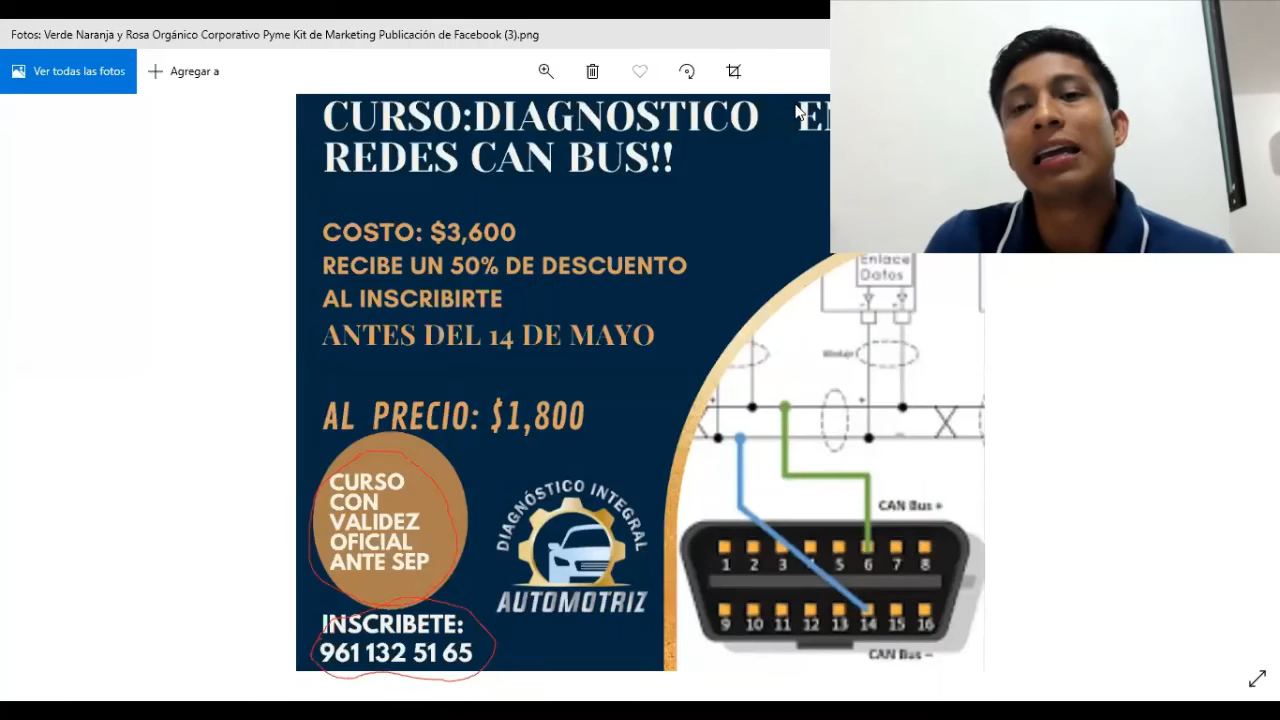 Fotos: Verde Naranja y Rosa Orgánico Corporativo Pyme Kit de Marketing Publicación de Facebook (3).png
Ver todas las fotos
Agregar a
CURSO:DIAGNOSTICO EN
REDES CAN BUS!!
COSTO: $3,600
RECIBE UN 50% DE DESCUENTO
AL INSCRIBIRTE
ANTES DEL 14 DE MAYO
AL PRECIO: $1,800
CURSO
CON
VALIDEZ
OFICIAL
ANTE SEP
INSCRIBETE:
961 132 51 65
DIAGNÓSTICO INTEGRAL
AUTOMOTRIZ
Enlace
Datos
CAN Bus +
1 2 3 4 5 6 7 8
9 10 11 12 13 14 15 16
CAN Bus –